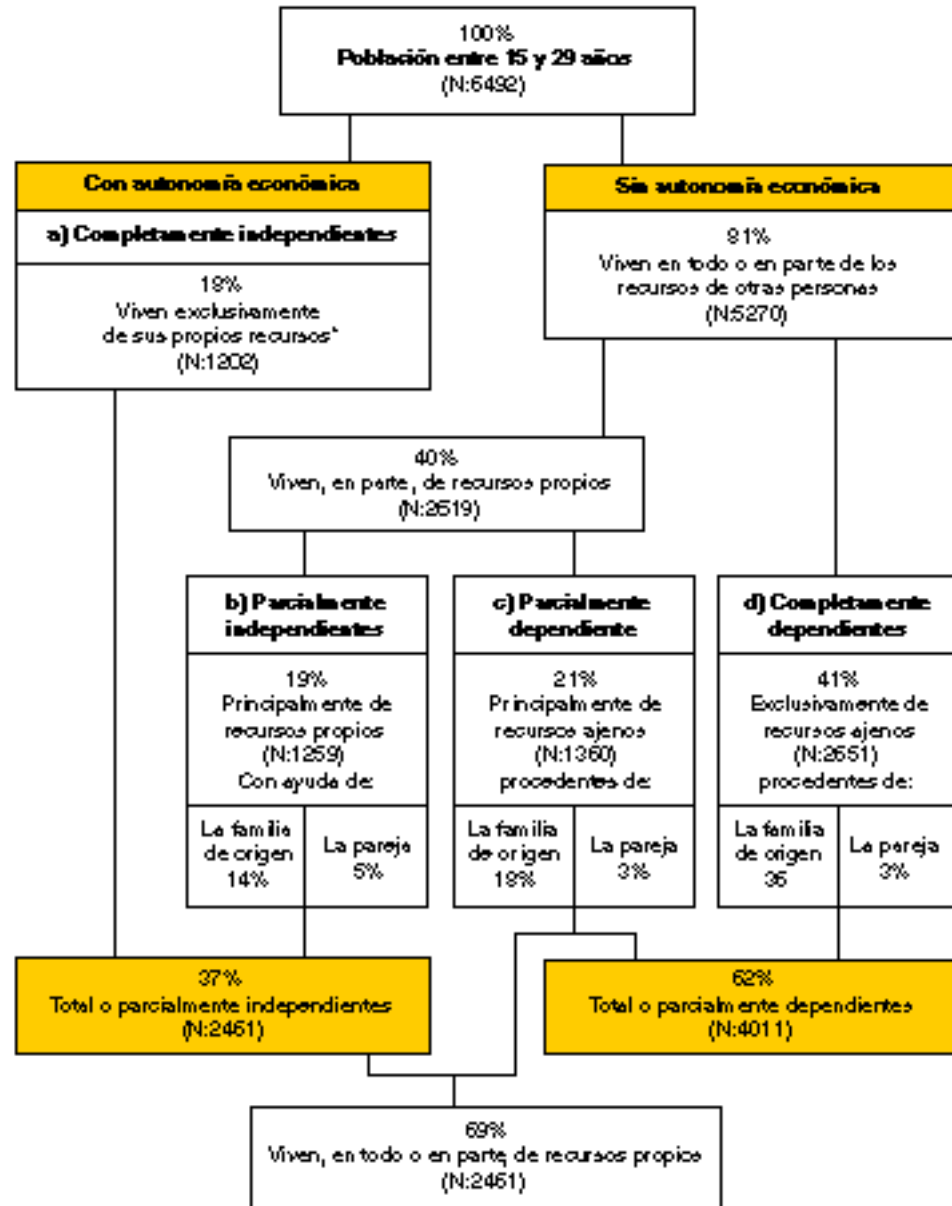 100%
Población entre 15 y 29 años
(N:6492)
Con autonomía económica
Sin autonomía económica
a) Completamente independientes
18%
Viven exclusivamente
de sus propios recursos*
(N:1202)
81%
Viven en todo o en parte de los
recursos de otras personas
(N:5270)
40%
Viven, en parte, de recursos propios
(N:2619)
b) Parcialmente
independientes
19%
Principalmente de
recursos propios
(N:1259)
Con ayuda de:
La familia
de origen
14%
La pareja
5%
c) Parcialmente
dependiente
21%
Principalmente de
recursos ajenos
(N:1360)
procedentes de:
La familia
de origen
18%
La pareja
3%
d) Completamente
dependientes
41%
Exclusivamente de
recursos ajenos
(N:2651)
procedentes de:
La familia
de origen
36
La pareja
3%
37%
Total o parcialmente independientes
(N:2461)
62%
Total o parcialmente dependientes
(N:4011)
59%
Viven, en todo o en parte, de recursos propios
(N:2461)